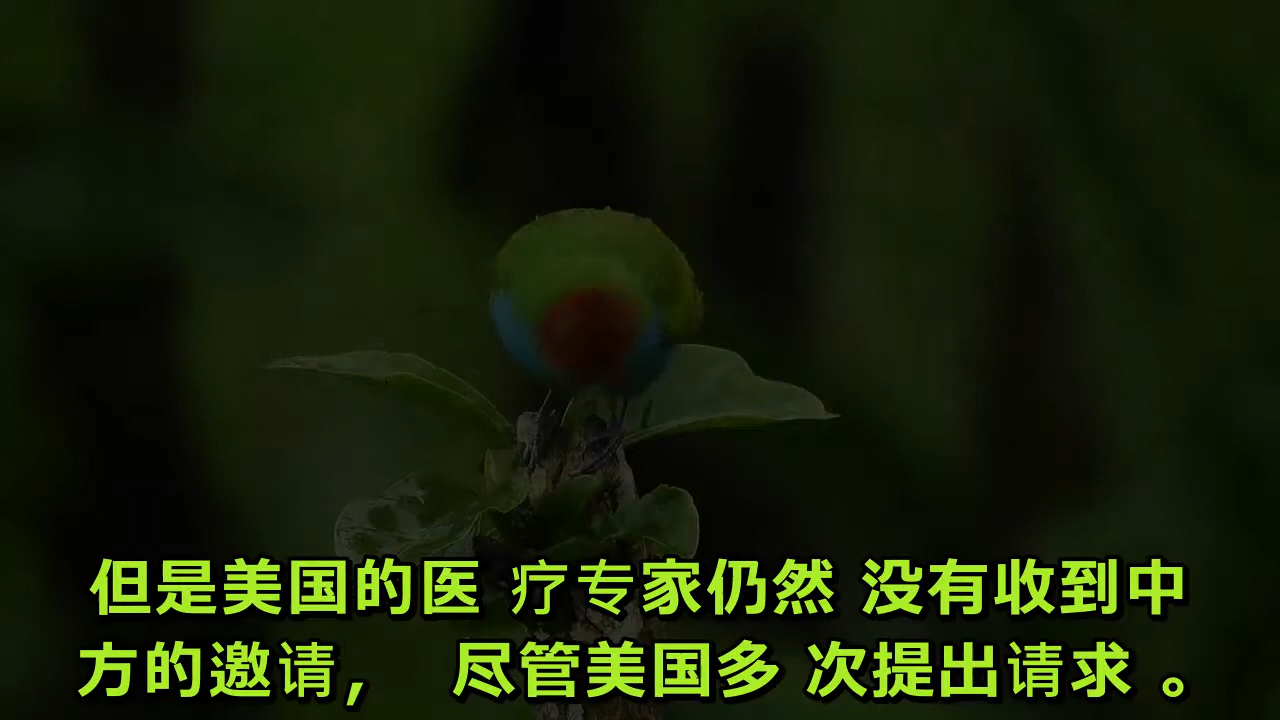 但是美国的医 疗专家仍然 没有收到中
方的邀请， 尽管美国多 次提出请求 。